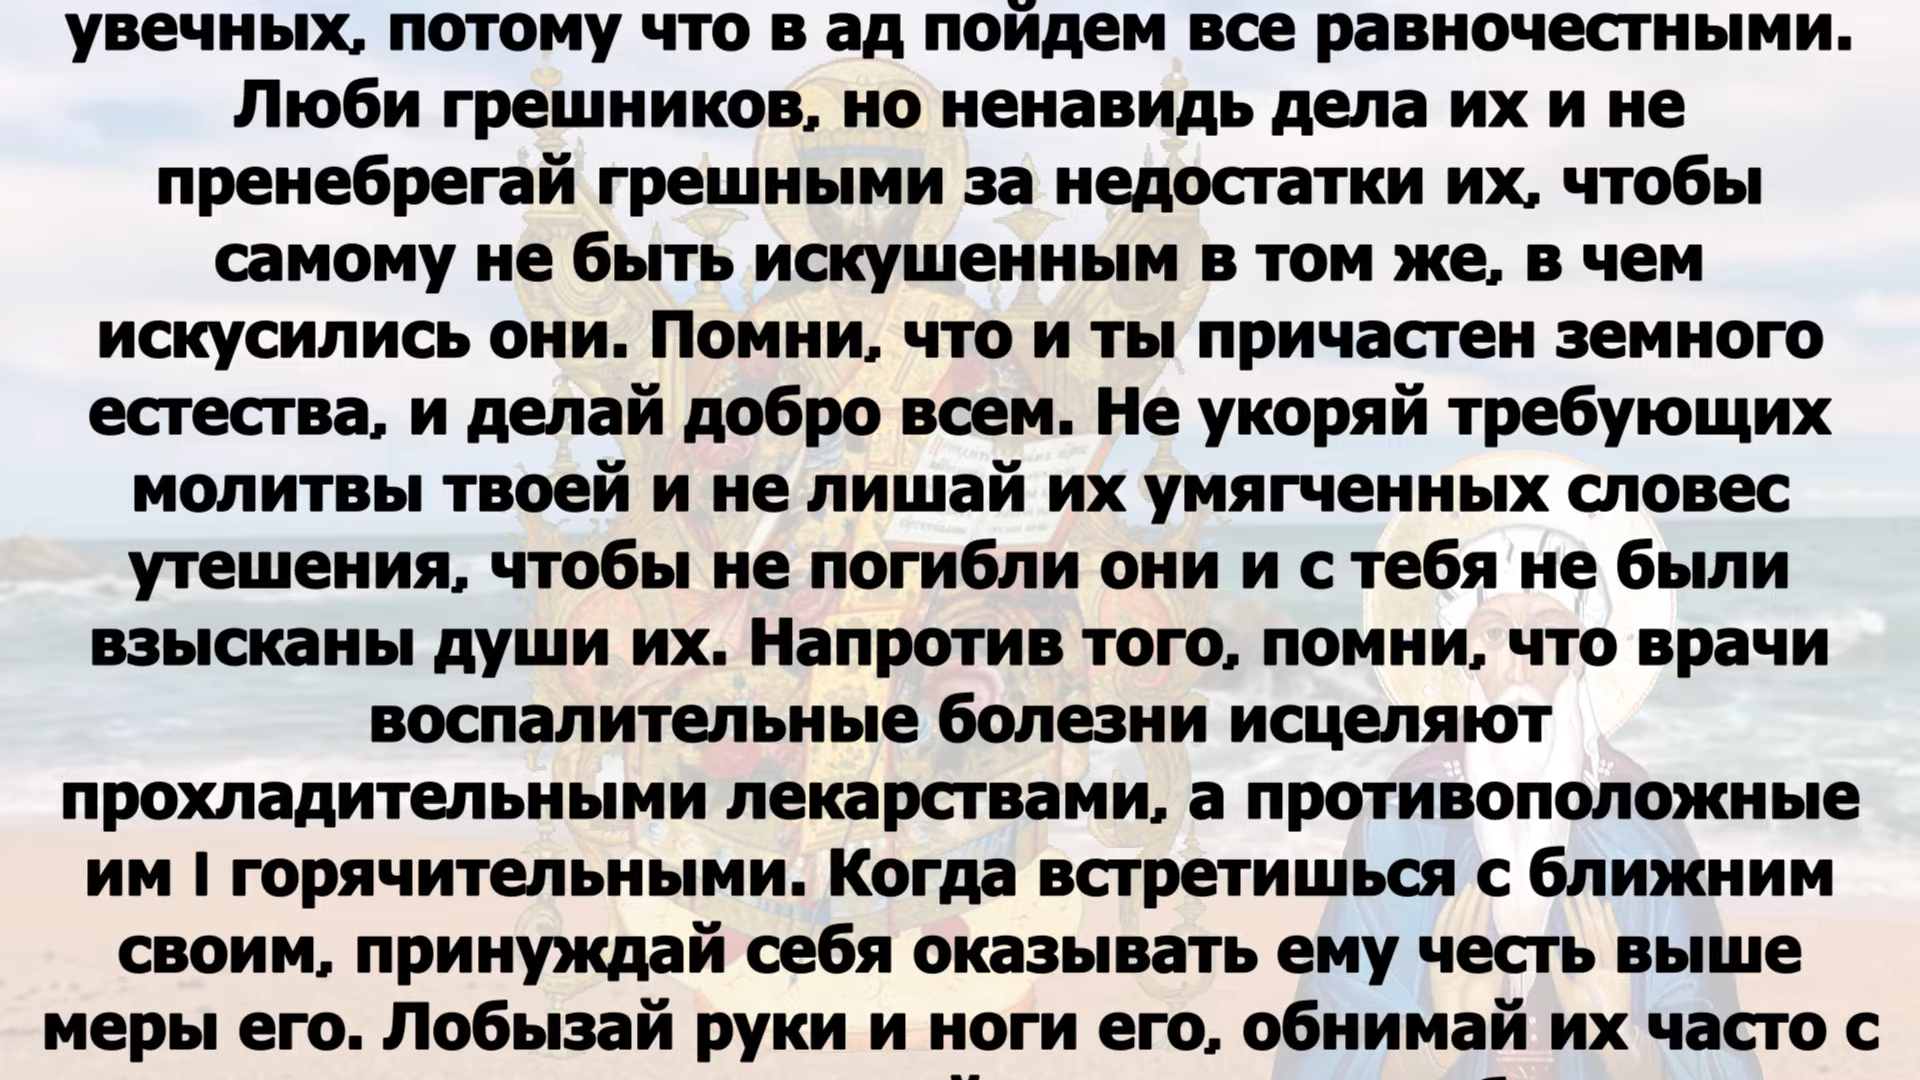 увечных, потому что в ад пойдем все равночестными.
Люби грешников, но ненавидь дела их и не
пренебрегай грешными за недостатки их, чтобы
самому не быть искушенным в том же, в чем
искусились они. Помни, что и ты причастен земного
естества, и делай добро всем. Не укоряй требующих
молитвы твоей и не лишай их умягченных словес
утешения, чтобы не погибли они и с тебя не были
взысканы души их. Напротив того, помни, что врачи
воспалительные болезни исцеляют
прохладительными лекарствами, а противоположные
им I горячительными. Когда встретишься с ближним
своим, принуждай себя оказывать ему честь выше
меры его. Лобызай руки и ноги его, обнимай их часто с